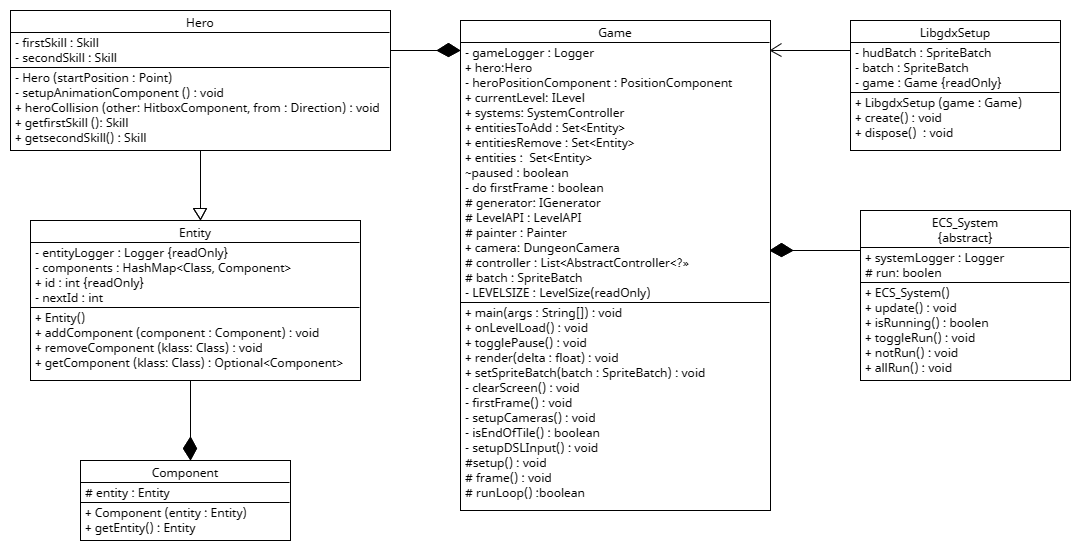 Hero
- firstSkill : Skill
- secondSkill : Skill
- Hero (startPosition : Point)
- setupAnimationComponent () : void
+ heroCollision (other: HitboxComponent, from : Direction) : void
+ getfirstSkill (): Skill
+ getsecondSkill() : Skill
Entity
- entityLogger : Logger {readOnly}
- components : HashMap<Class, Component>
+ id : int {readOnly}
- nextId : int
+ Entity()
+ addComponent (component : Component) : void
+ removeComponent (klass: Class) : void
+ getComponent (klass: Class) : Optional<Component>
Component
# entity : Entity
+ Component (entity : Entity)
+ getEntity() : Entity
Game
- gameLogger : Logger
+ hero:Hero
- heroPositionComponent : PositionComponent
+ currentLevel: ILevel
+ systems: SystemController
+ entitiesToAdd : Set<Entity>
+ entitiesRemove : Set<Entity>
+ entities :  Set<Entity>
~paused : boolean
- do firstFrame : boolean
# generator: IGenerator
# LevelAPI : LevelAPI
# painter : Painter
+ camera: DungeonCamera
# controller : List<AbstractController<?»
# batch : SpriteBatch
- LEVELSIZE : LevelSize(readOnly)
+ main(args : String[]) : void
+ onLevelLoad() : void
+ togglePause() : void
+ render(delta : float) : void
+ setSpriteBatch(batch : SpriteBatch) : void
- clearScreen() : void
- firstFrame() : void
- setupCameras() : void
- isEndOfTile() : boolean
- setupDSLInput() : void
#setup() : void
# frame() : void
# runLoop() :boolean
LibgdxSetup
- hudBatch : SpriteBatch
- batch : SpriteBatch
- game : Game {readOnly}
+ LibgdxSetup (game : Game)
+ create() : void
+ dispose()  : void
ECS_System
{abstract}
+ systemLogger : Logger
# run: boolen
+ ECS_System()
+ update() : void
+ isRunning() : boolen
+ toggleRun() : void
+ notRun() : void
+ allRun() : void